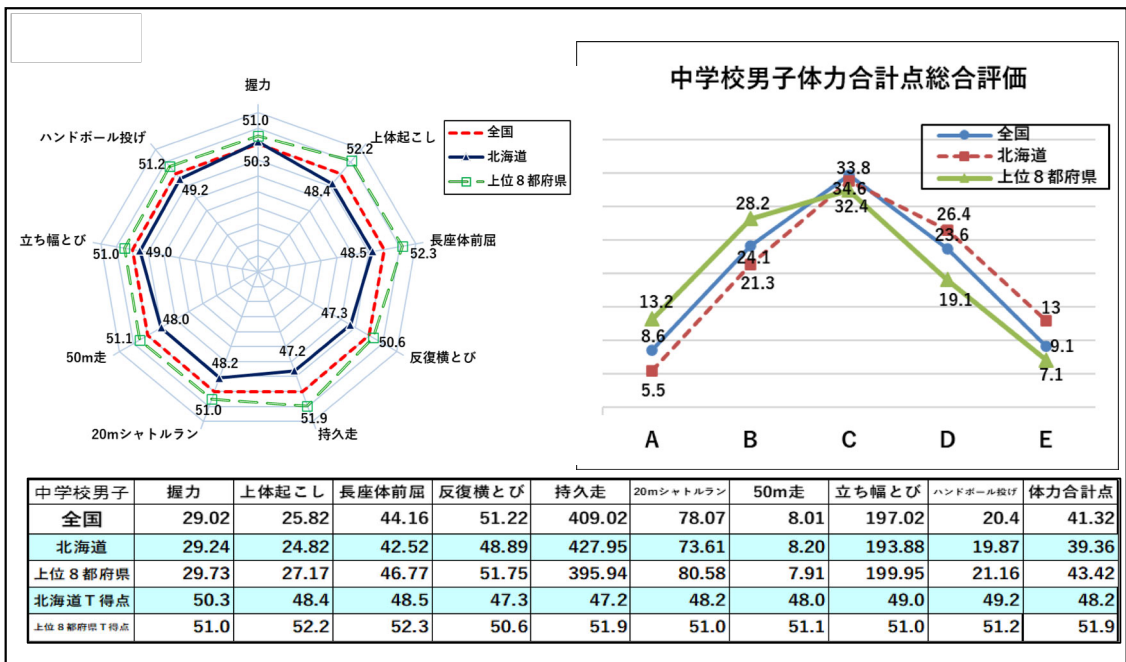 握力
51.0
50.3
ハンドボール投げ
51.2
49.2
上体起こし
52.2
48.4
全国
北海道
上位８都府県
立ち幅とび
51.0
49.0
長座体前屈
48.5
52.3
50m走
51.1
48.0
47.3
50.6
反復横とび
48.2
47.2
51.0
51.9
20mシャトルラン
持久走
中学校男子体力合計点総合評価
全国
北海道
上位８都府県
33.8
34.6
32.4
28.2
24.1
21.3
26.4
23.6
19.1
13.2
8.6
5.5
13
9.1
7.1
A B C D E
中学校男子 握力 上体起こし 長座体前屈 反復横とび 持久走 20mシャトルラン 50m走 立ち幅とび ハンドボール投げ 体力合計点
全国 29.02 25.82 44.16 51.22 409.02 78.07 8.01 197.02 20.4 41.32
北海道 29.24 24.82 42.52 48.89 427.95 73.61 8.20 193.88 19.87 39.36
上位８都府県 29.73 27.17 46.77 51.75 395.94 80.58 7.91 199.95 21.16 43.42
北海道Ｔ得点 50.3 48.4 48.5 47.3 47.2 48.2 48.0 49.0 49.2 48.2
上位８都府県Ｔ得点 51.0 52.2 52.3 50.6 51.9 51.0 51.1 51.0 51.2 51.9